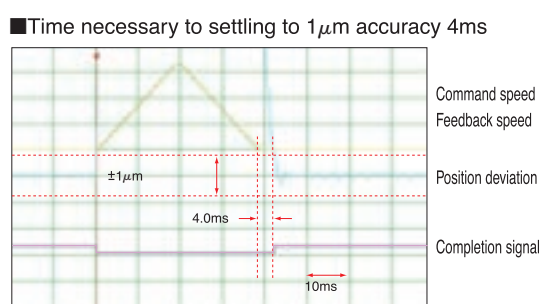 ■Time necessary to settling to 1μm accuracy 4ms
Command speed
Feedback speed
±1μm
Position deviation
4.0ms
Completion signal
10ms